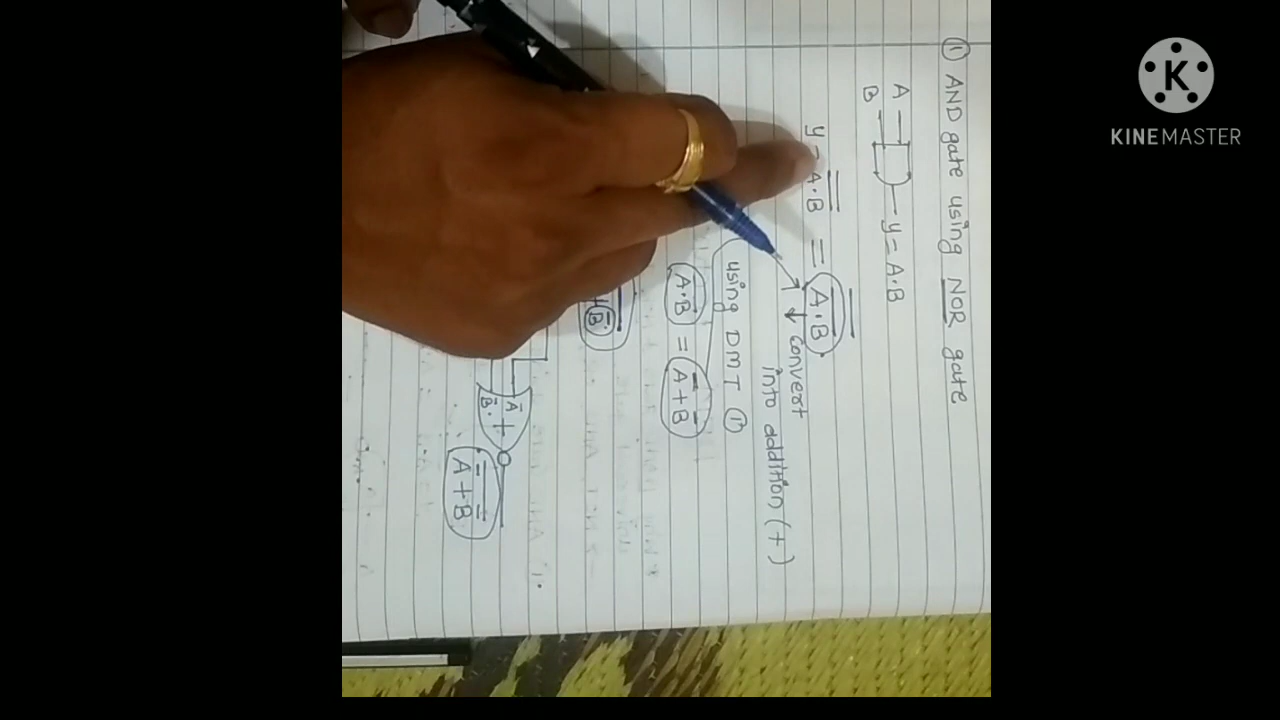 ① AND gate using NOR gate
A
B
y = A·B
y = A̿·̿B̿ = A̿·̿B̿
convert
into addition (+)
using DMT ①
A̅·̅B̅ = A̅ + B̅
+ B̅
A̅
+
B̅
A̿ + B̿
KINEMASTER